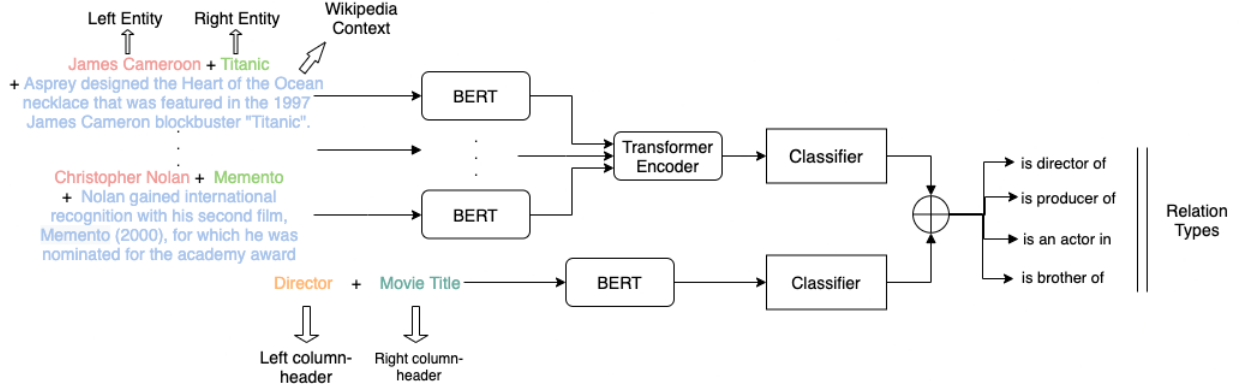 Left Entity
Right Entity
Wikipedia
Context
James Cameroon + Titanic
+ Asprey designed the Heart of the Ocean
necklace that was featured in the 1997
James Cameron blockbuster "Titanic".
Christopher Nolan + Memento
+ Nolan gained international
recognition with his second film,
Memento (2000), for which he was
nominated for the academy award
Director + Movie Title
Left column-
header
Right column-
header
BERT
BERT
BERT
Transformer
Encoder
Classifier
Classifier
is director of
is producer of
is an actor in
is brother of
Relation
Types